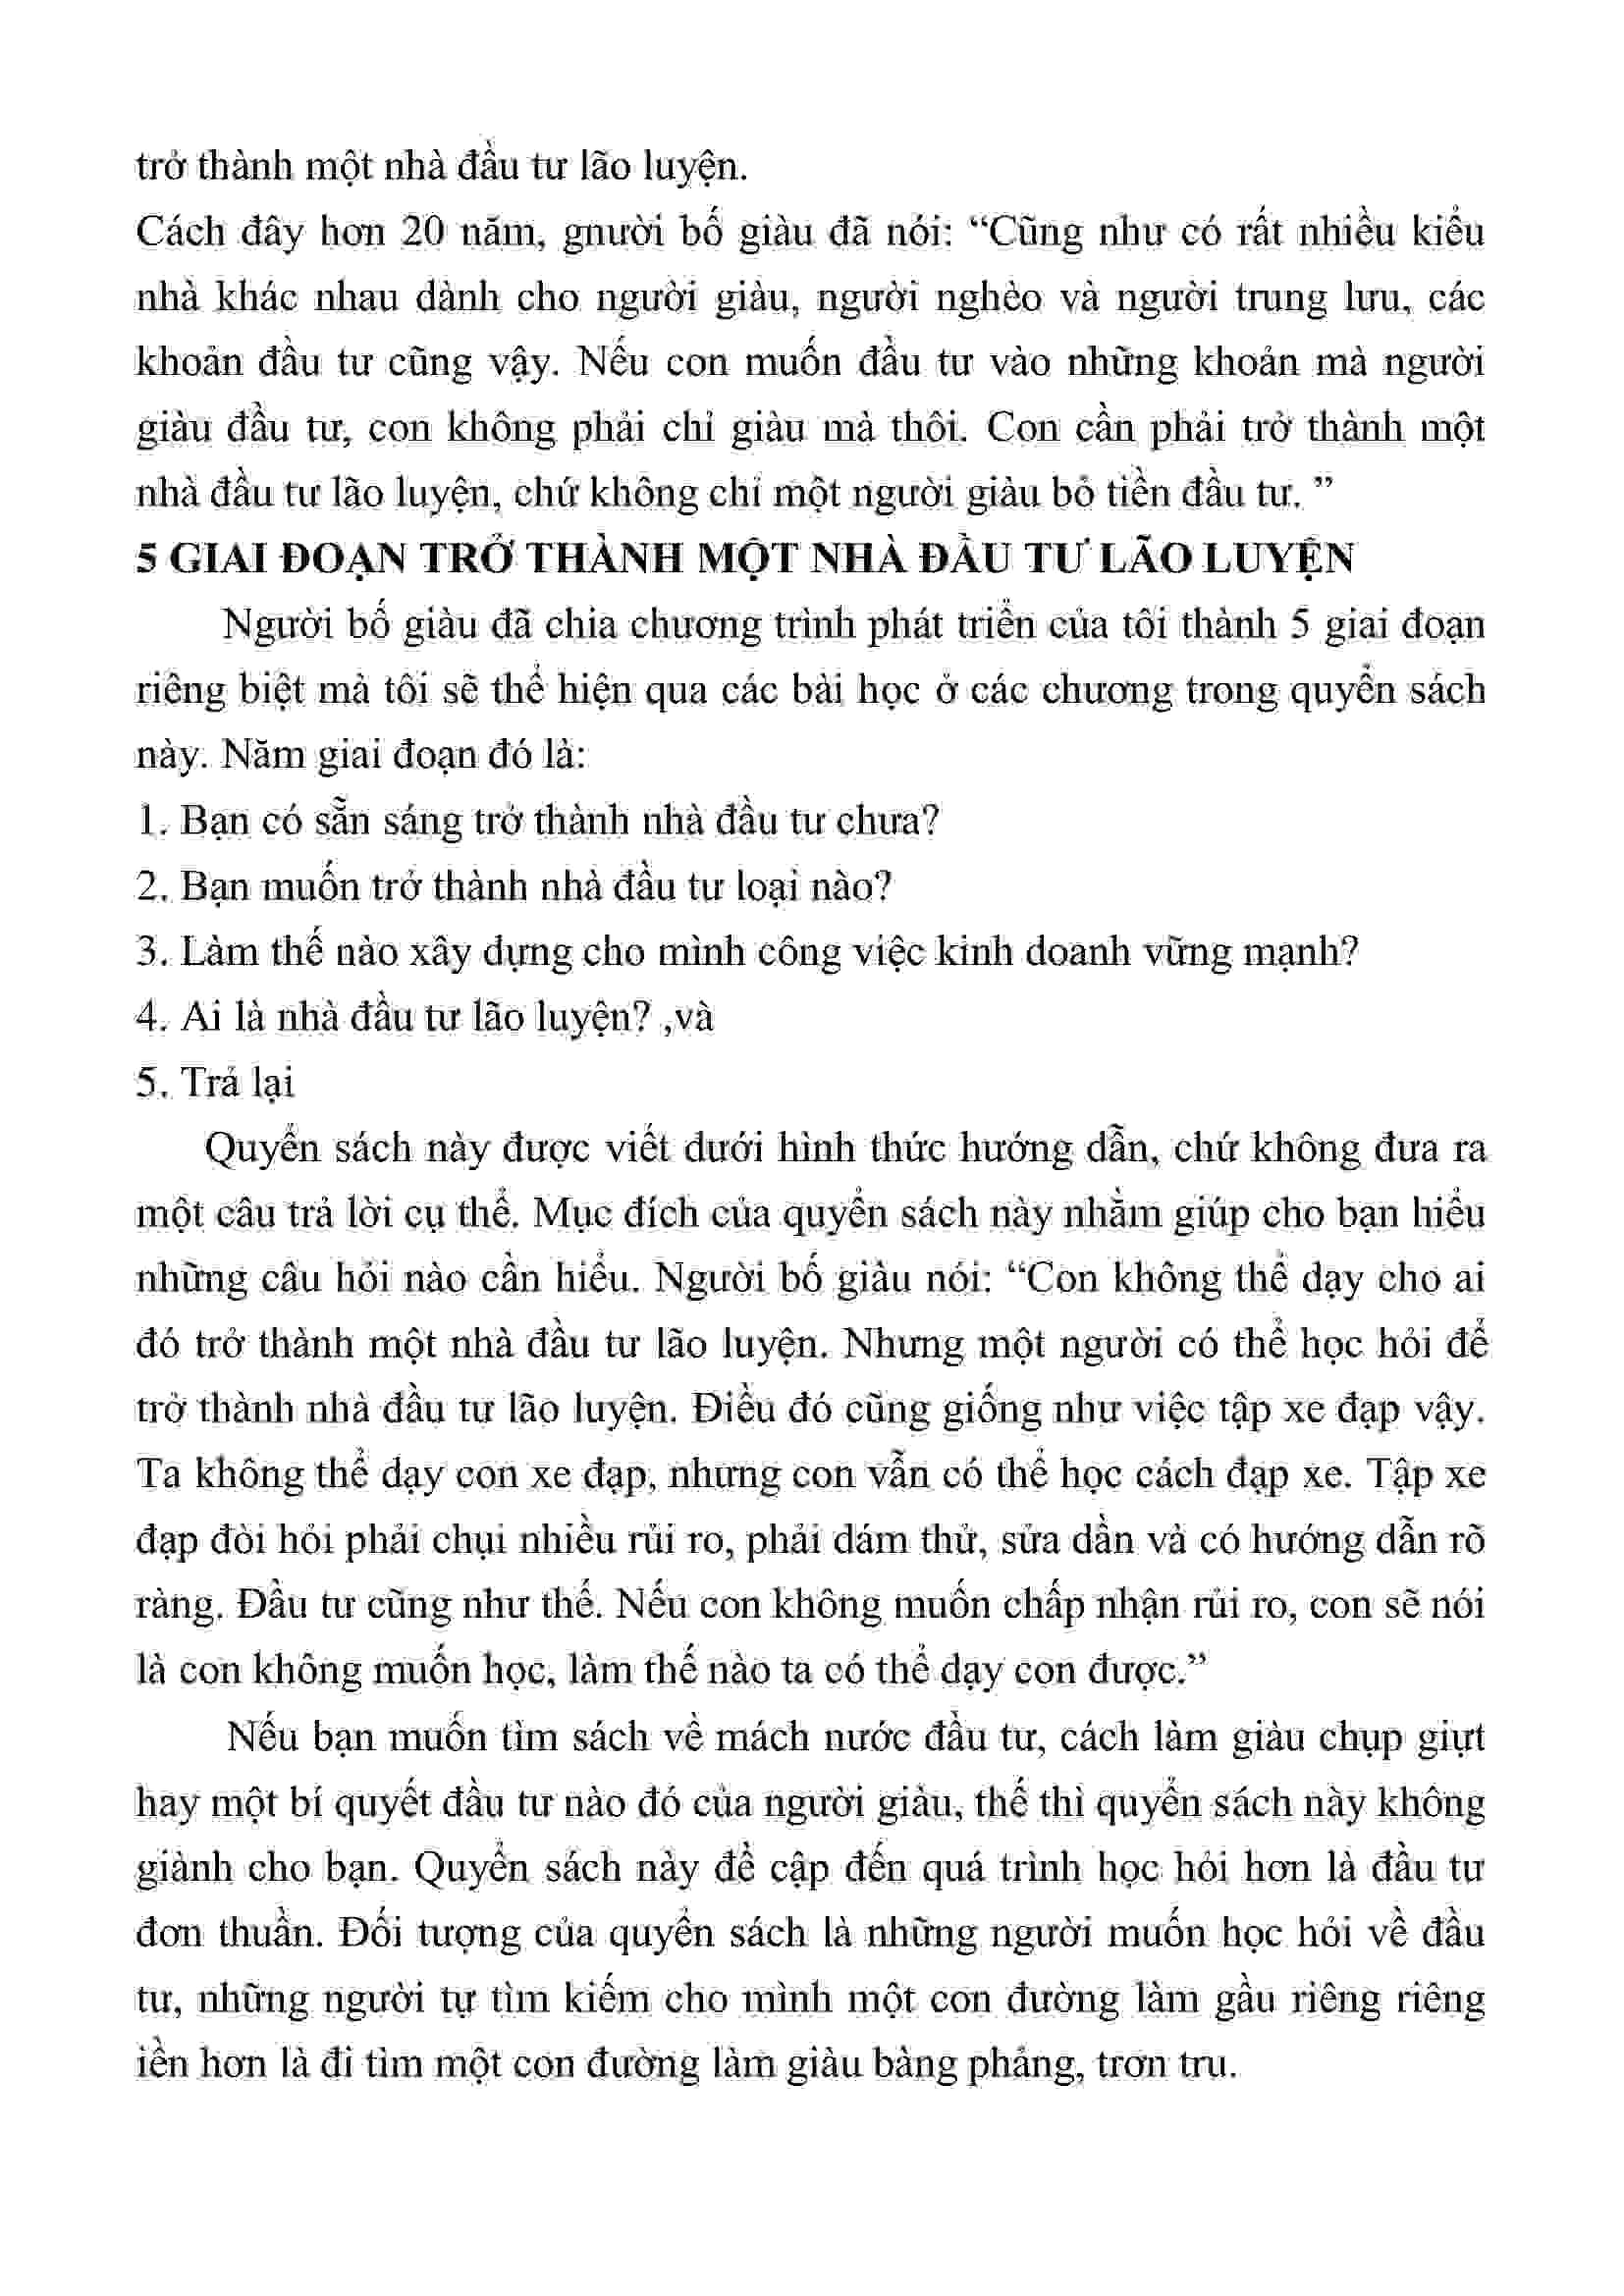 trở thành một nhà đầu tư lão luyện.
Cách đây hơn 20 năm, gnười bố giàu đã nói: “Cũng như có rất nhiều kiểu
nhà khác nhau dành cho người giàu, người nghèo và người trung lưu, các
khoản đầu tư cũng vậy. Nếu con muốn đầu tư vào những khoản mà người
giàu đầu tư, con không phải chỉ giàu mà thôi. Con cần phải trở thành một
nhà đầu tư lão luyện, chứ không chỉ một người giàu bỏ tiền đầu tư. ”
5 GIAI ĐOẠN TRỞ THÀNH MỘT NHÀ ĐẦU TƯ LÃO LUYỆN
Người bố giàu đã chia chương trình phát triển của tôi thành 5 giai đoạn
riêng biệt mà tôi sẽ thể hiện qua các bài học ở các chương trong quyển sách
này. Năm giai đoạn đó là:
1. Bạn có sẵn sáng trở thành nhà đầu tư chưa?
2. Bạn muốn trở thành nhà đầu tư loại nào?
3. Làm thế nào xây dựng cho mình công việc kinh doanh vững mạnh?
4. Ai là nhà đầu tư lão luyện? ,và
5. Trả lại
Quyển sách này được viết dưới hình thức hướng dẫn, chứ không đưa ra
một câu trả lời cụ thể. Mục đích của quyển sách này nhằm giúp cho bạn hiểu
những câu hỏi nào cần hiểu. Người bố giàu nói: “Con không thể dạy cho ai
đó trở thành một nhà đầu tư lão luyện. Nhưng một người có thể học hỏi để
trở thành nhà đầu tư lão luyện. Điều đó cũng giống như việc tập xe đạp vậy.
Ta không thể dạy con xe đạp, nhưng con vẫn có thể học cách đạp xe. Tập xe
đạp đòi hỏi phải chụi nhiều rủi ro, phải dám thử, sửa dần và có hướng dẫn rõ
ràng. Đầu tư cũng như thế. Nếu con không muốn chấp nhận rủi ro, con sẽ nói
là con không muốn học, làm thế nào ta có thể dạy con được.”
Nếu bạn muốn tìm sách về mách nước đầu tư, cách làm giàu chụp giựt
hay một bí quyết đầu tư nào đó của người giàu, thế thì quyển sách này không
giành cho bạn. Quyển sách này đề cập đến quá trình học hỏi hơn là đầu tư
đơn thuần. Đối tượng của quyển sách là những người muốn học hỏi về đầu
tư, những người tự tìm kiếm cho mình một con đường làm gầu riêng riêng
iền hơn là đi tìm một con đường làm giàu bằng phẳng, trơn tru.